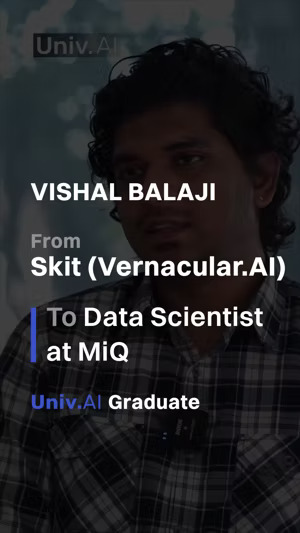 Univ.AI
VISHAL BALAJI
From
Skit (Vernacular.AI)
To Data Scientist
at MiQ
Univ.AI Graduate